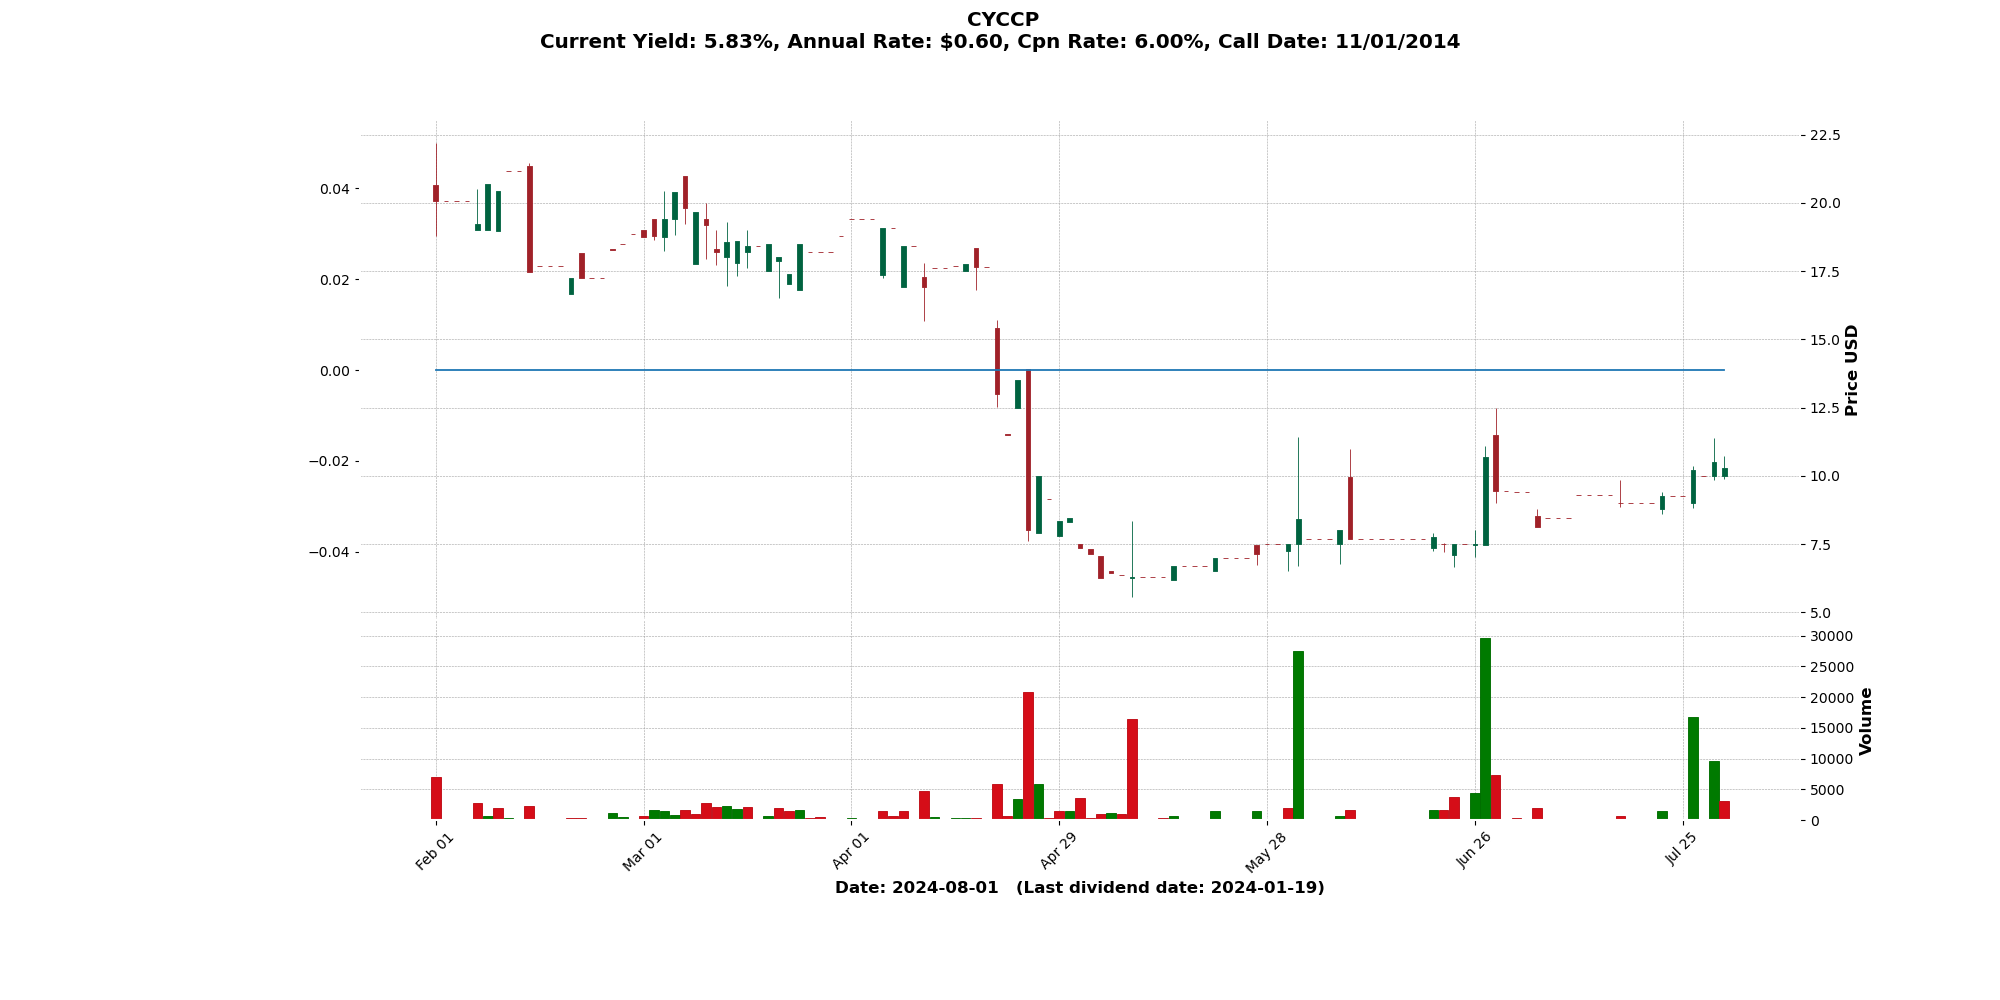 CYCCP
Current Yield: 5.83%, Annual Rate: $0.60, Cpn Rate: 6.00%, Call Date: 11/01/2014
0.04
0.02
0.00
−0.02
−0.04
22.5
20.0
17.5
15.0
12.5
10.0
7.5
5.0
Price USD
30000
25000
20000
15000
10000
5000
0
Volume
Feb 01
Mar 01
Apr 01
Apr 29
May 28
Jun 26
Jul 25
Date: 2024-08-01 (Last dividend date: 2024-01-19)